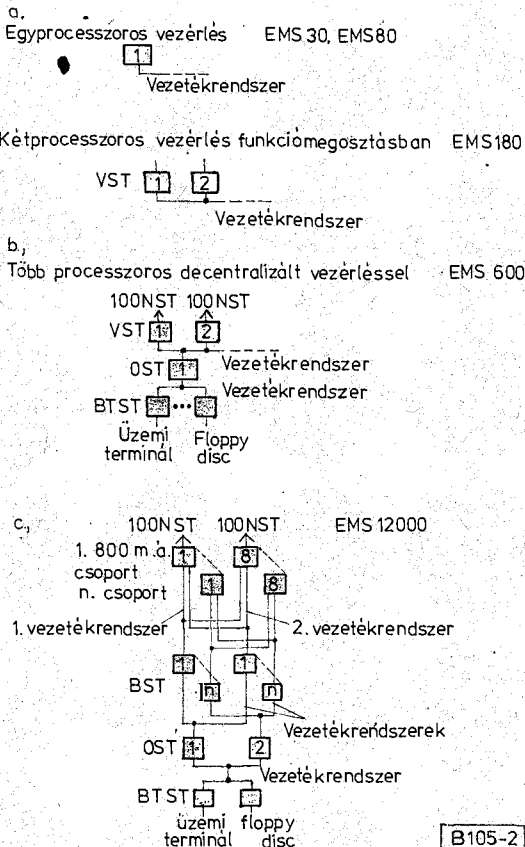 a.
Egyprocesszoros vezérlés EMS 30, EMS80
1
Vezetékrendszer
Kétprocesszoros vezérlés funkciómegosztásban EMS180
VST 1 2
Vezetékrendszer
b.,
Több processzoros decentralizált vezérléssel EMS 600
100NST 100NST
VST 1 2
Vezetékrendszer
OST 1
Vezetékrendszer
BTST
Üzemi Floppy
terminál disc
c.,
100NST 100NST EMS 12000
1. 800 m.á. 1 8
csoport
n. csoport 1 8
1. vezetékrendszer 2. vezetékrendszer
1 1
BST n n
Vezetékrendszerek
OST 1 2
Vezetékrendszer
BTST
üzemi floppy
terminál disc
B105-2